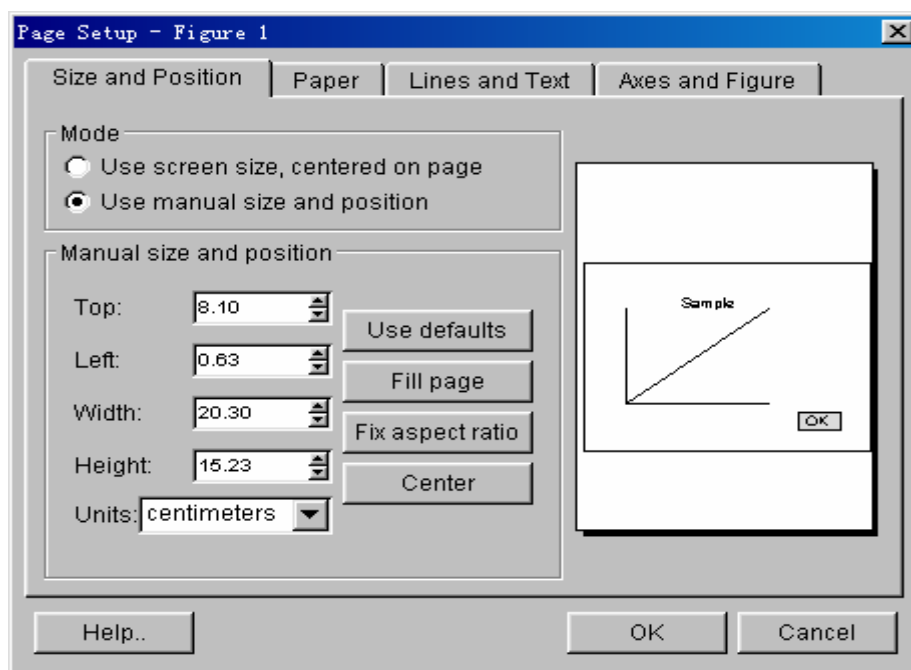 Page Setup - Figure 1
Size and Position Paper Lines and Text Axes and Figure
Mode
Use screen size, centered on page
Use manual size and position
Manual size and position
Top: 8.10
Left: 0.63
Width: 20.30
Height: 15.23
Units: centimeters
Use defaults
Fill page
Fix aspect ratio
Center
Sample
OK
Help..
OK
Cancel